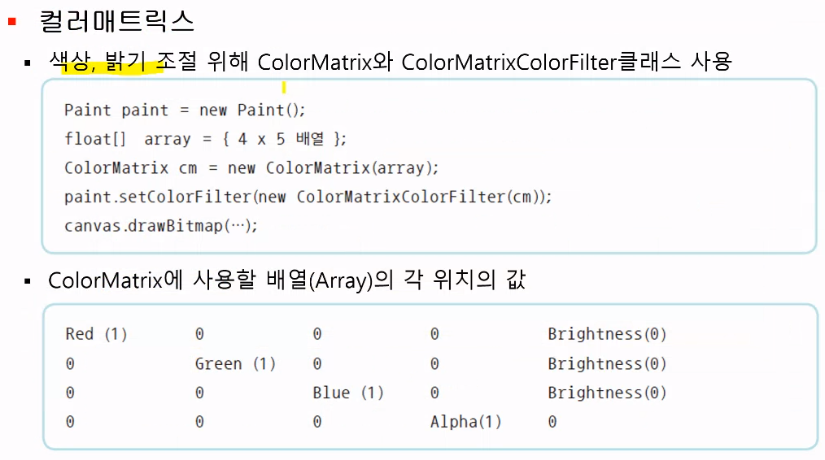 컬러매트릭스
색상, 밝기 조절 위해 ColorMatrix와 ColorMatrixColorFilter클래스 사용
Paint paint = new Paint();
float[] array = { 4 x 5 배열 };
ColorMatrix cm = new ColorMatrix(array);
paint.setColorFilter(new ColorMatrixColorFilter(cm));
canvas.drawBitmap(…);
ColorMatrix에 사용할 배열(Array)의 각 위치의 값
Red (1) 0 0 0 Brightness(0)
0 Green (1) 0 0 Brightness(0)
0 0 Blue (1) 0 Brightness(0)
0 0 0 Alpha(1) 0